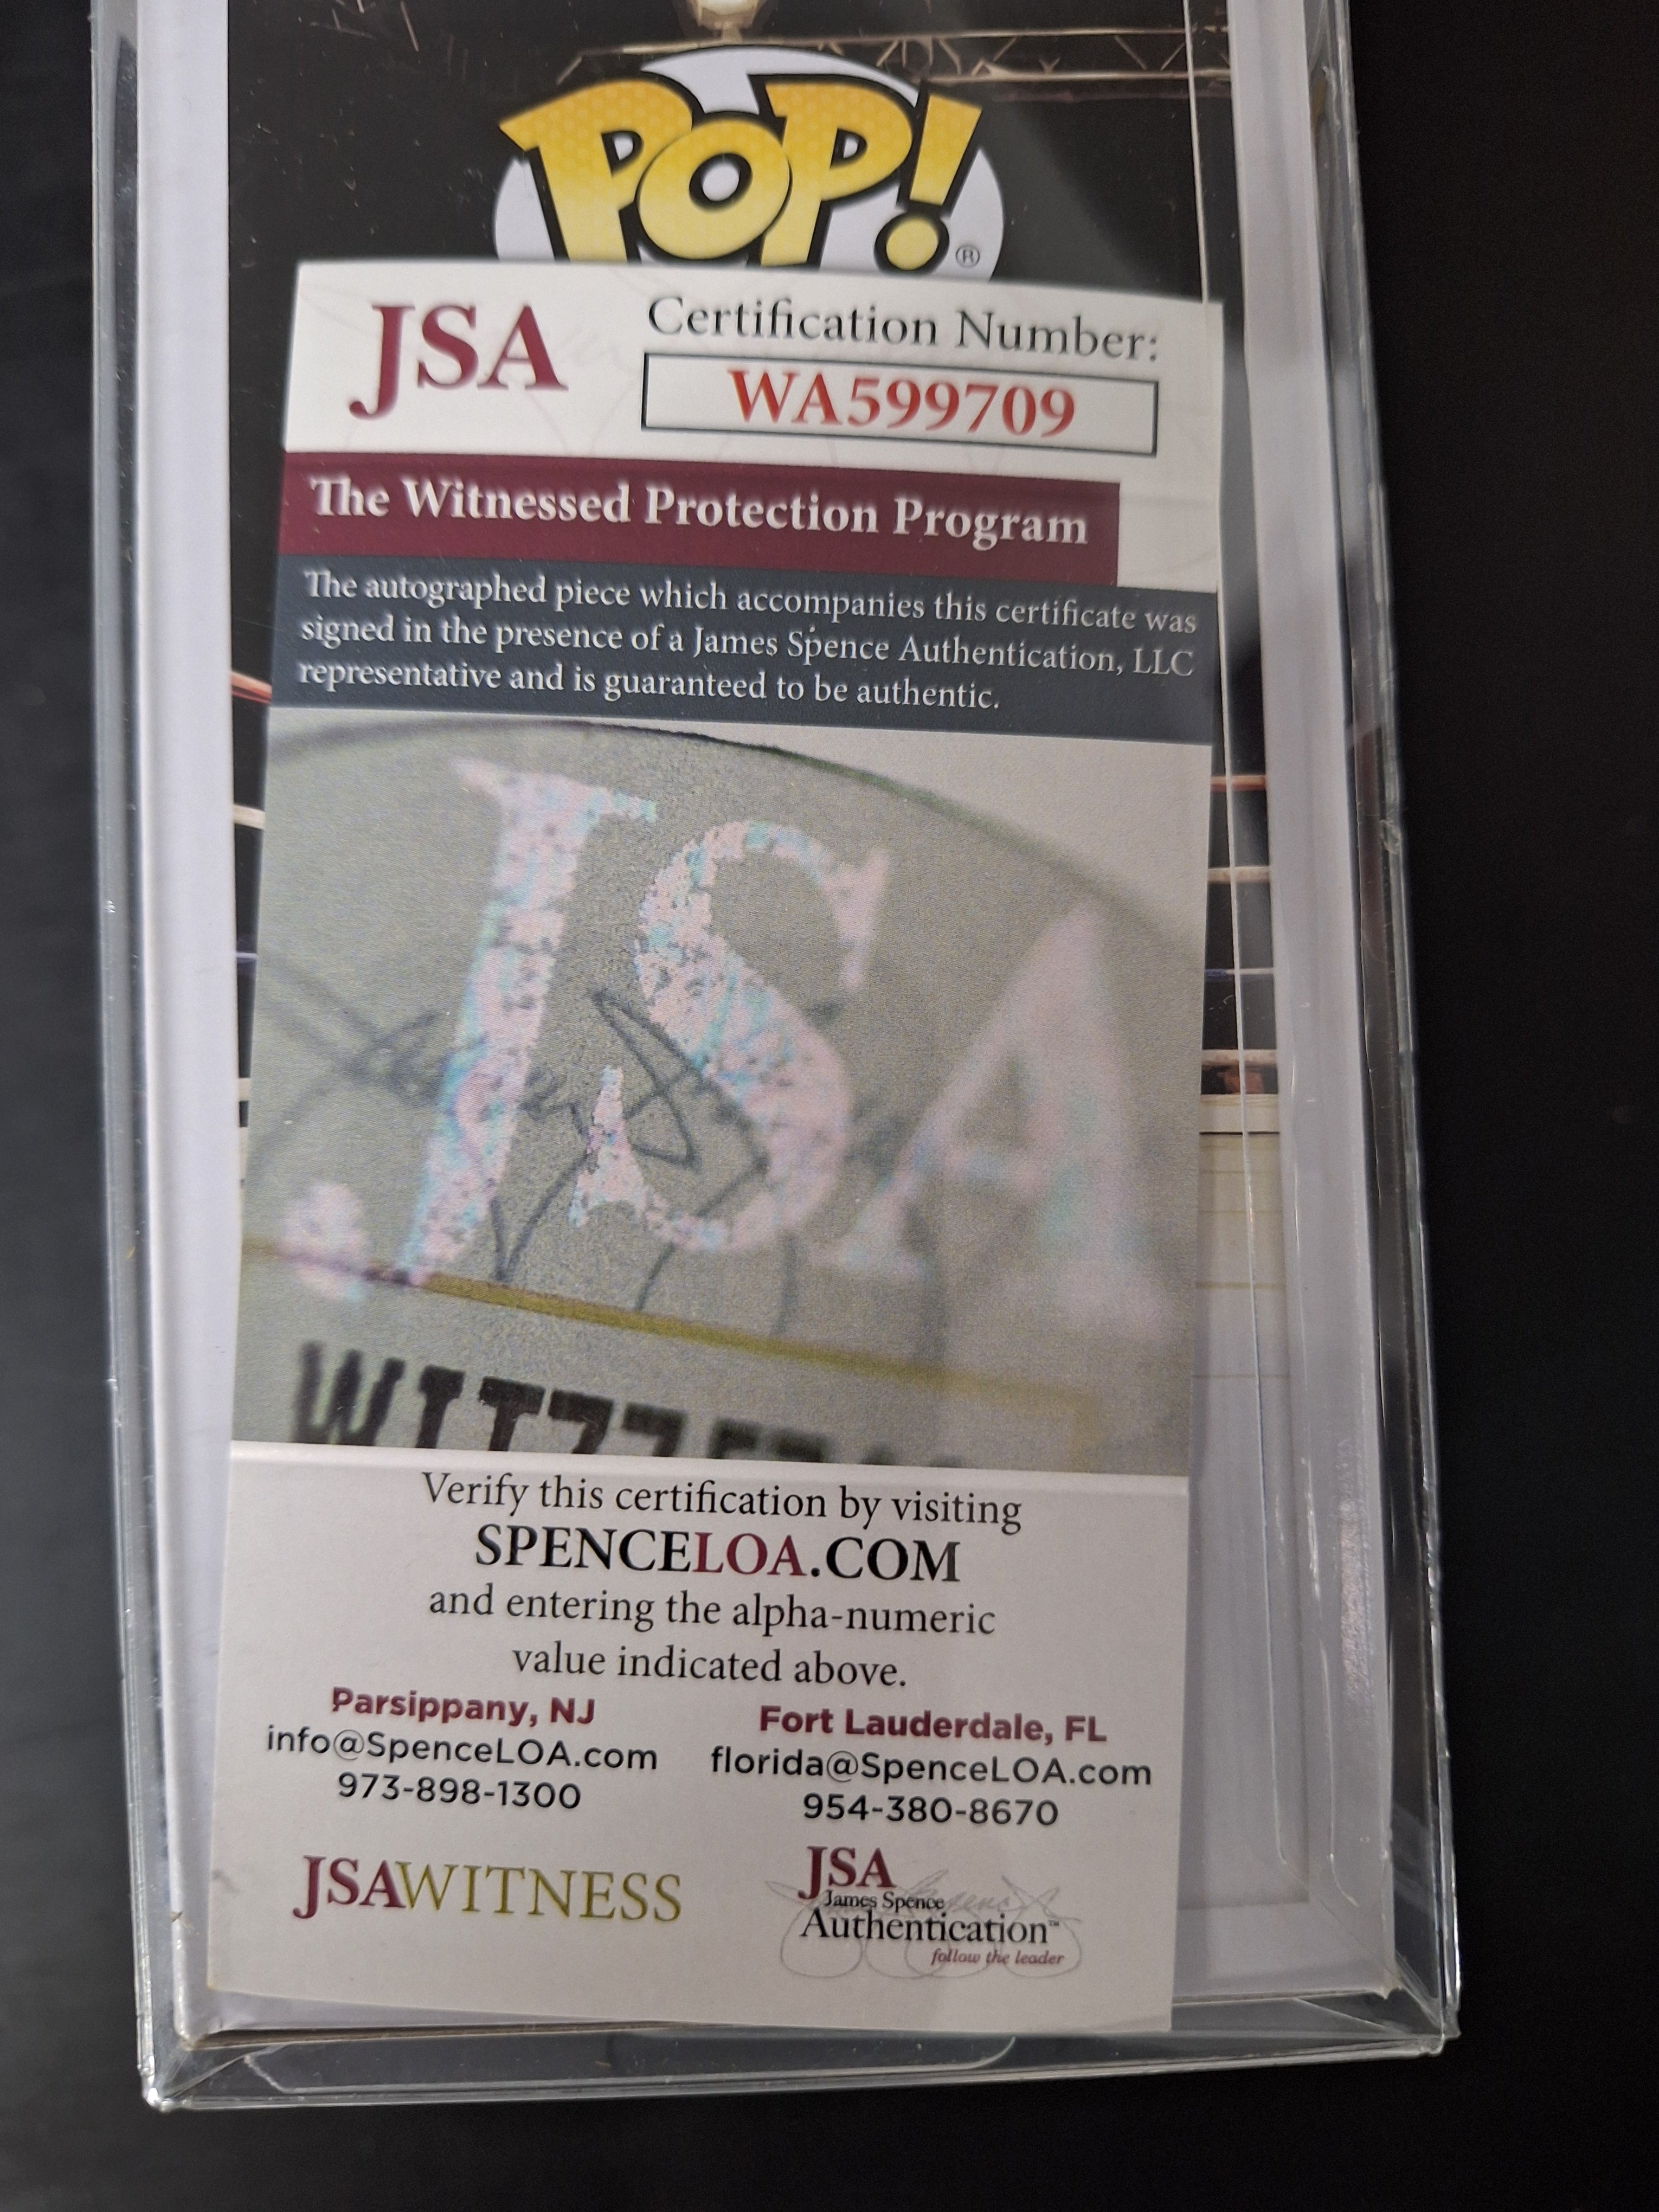 POP!
®
JSA
Certification Number:
WA599709
The Witnessed Protection Program
The autographed piece which accompanies this certificate was
signed in the presence of a James Spence Authentication, LLC
representative and is guaranteed to be authentic.
JSA
Verify this certification by visiting
SPENCELOA.COM
and entering the alpha-numeric
value indicated above.
Parsippany, NJ
info@SpenceLOA.com
973-898-1300
Fort Lauderdale, FL
florida@SpenceLOA.com
954-380-8670
JSAWITNESS
JSA
James Spence
Authentication™
follow the leader